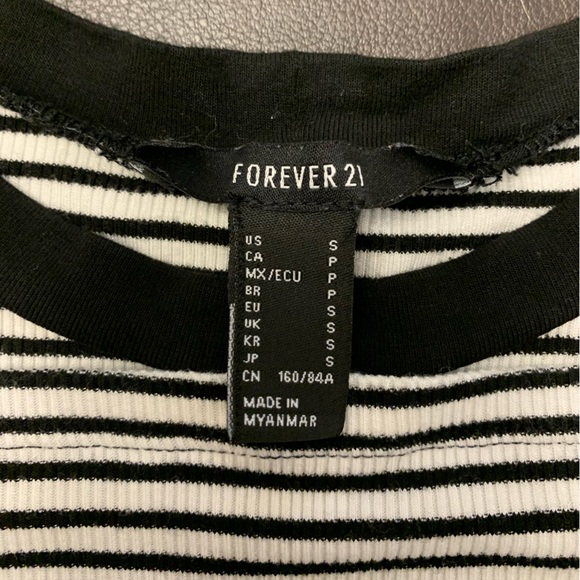 FOREVER 21
US S
CA P
MX/ECU P
BR P
EU S
UK S
KR S
JP S
CN 160/84A
MADE IN
MYANMAR